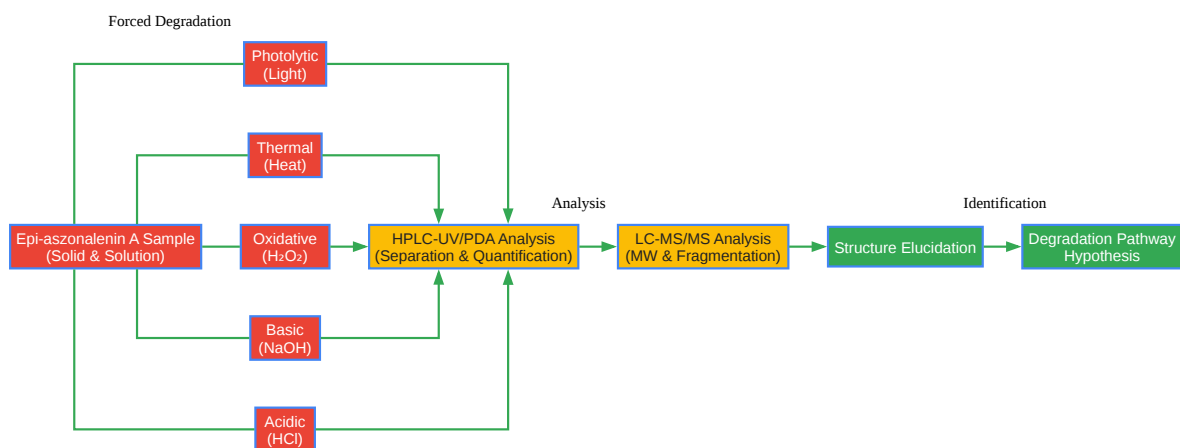 Forced Degradation
Photolytic
(Light)
Thermal
(Heat)
Analysis
Identification
Epi-aszonalenin A Sample
(Solid & Solution)
Oxidative
(H₂O₂)
HPLC-UV/PDA Analysis
(Separation & Quantification)
LC-MS/MS Analysis
(MW & Fragmentation)
Structure Elucidation
Degradation Pathway
Hypothesis
Basic
(NaOH)
Acidic
(HCl)